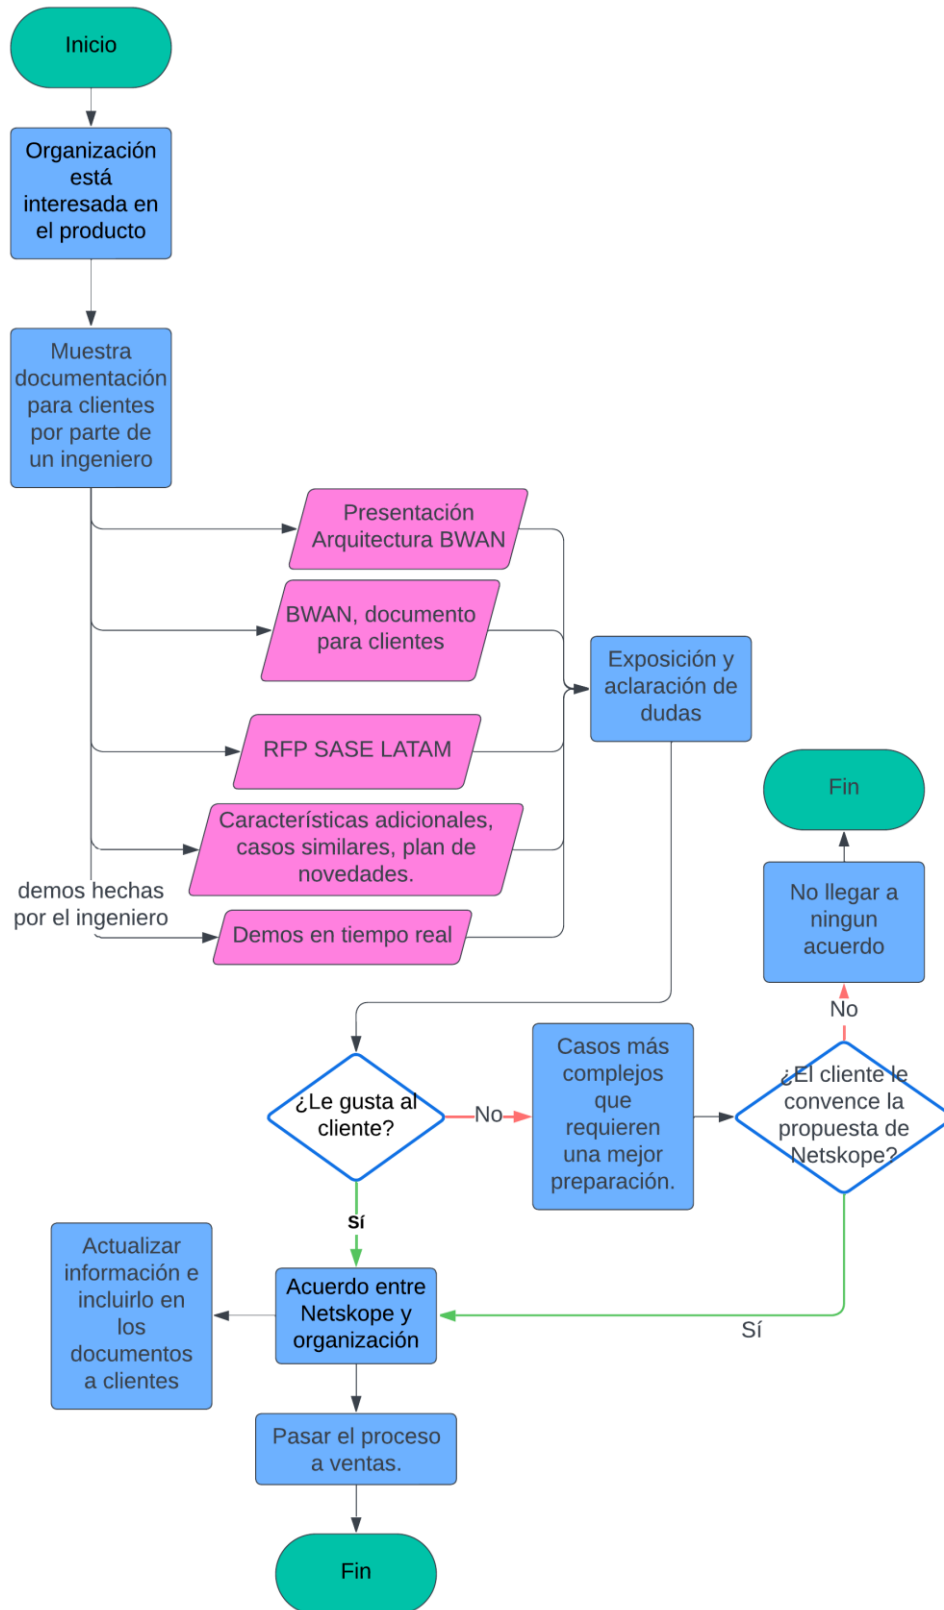 Inicio
Organización
está
interesada en
el producto
Muestra
documentación
para clientes
por parte de
un ingeniero
Presentación
Arquitectura BWAN
BWAN, documento
para clientes
RFP SASE LATAM
Características adicionales,
casos similares, plan de
novedades.
demos hechas
por el ingeniero
Demos en tiempo real
Exposición y
aclaración de
dudas
Fin
No llegar a
ningun
acuerdo
No
¿El cliente le
convence la
propuesta de
Netskope?
Casos más
complejos
que
requieren
una mejor
preparación.
No
¿Le gusta al
cliente?
Sí
Sí
Acuerdo entre
Netskope y
organización
Actualizar
información e
incluirlo en
los
documentos
a clientes
Pasar el proceso
a ventas.
Fin